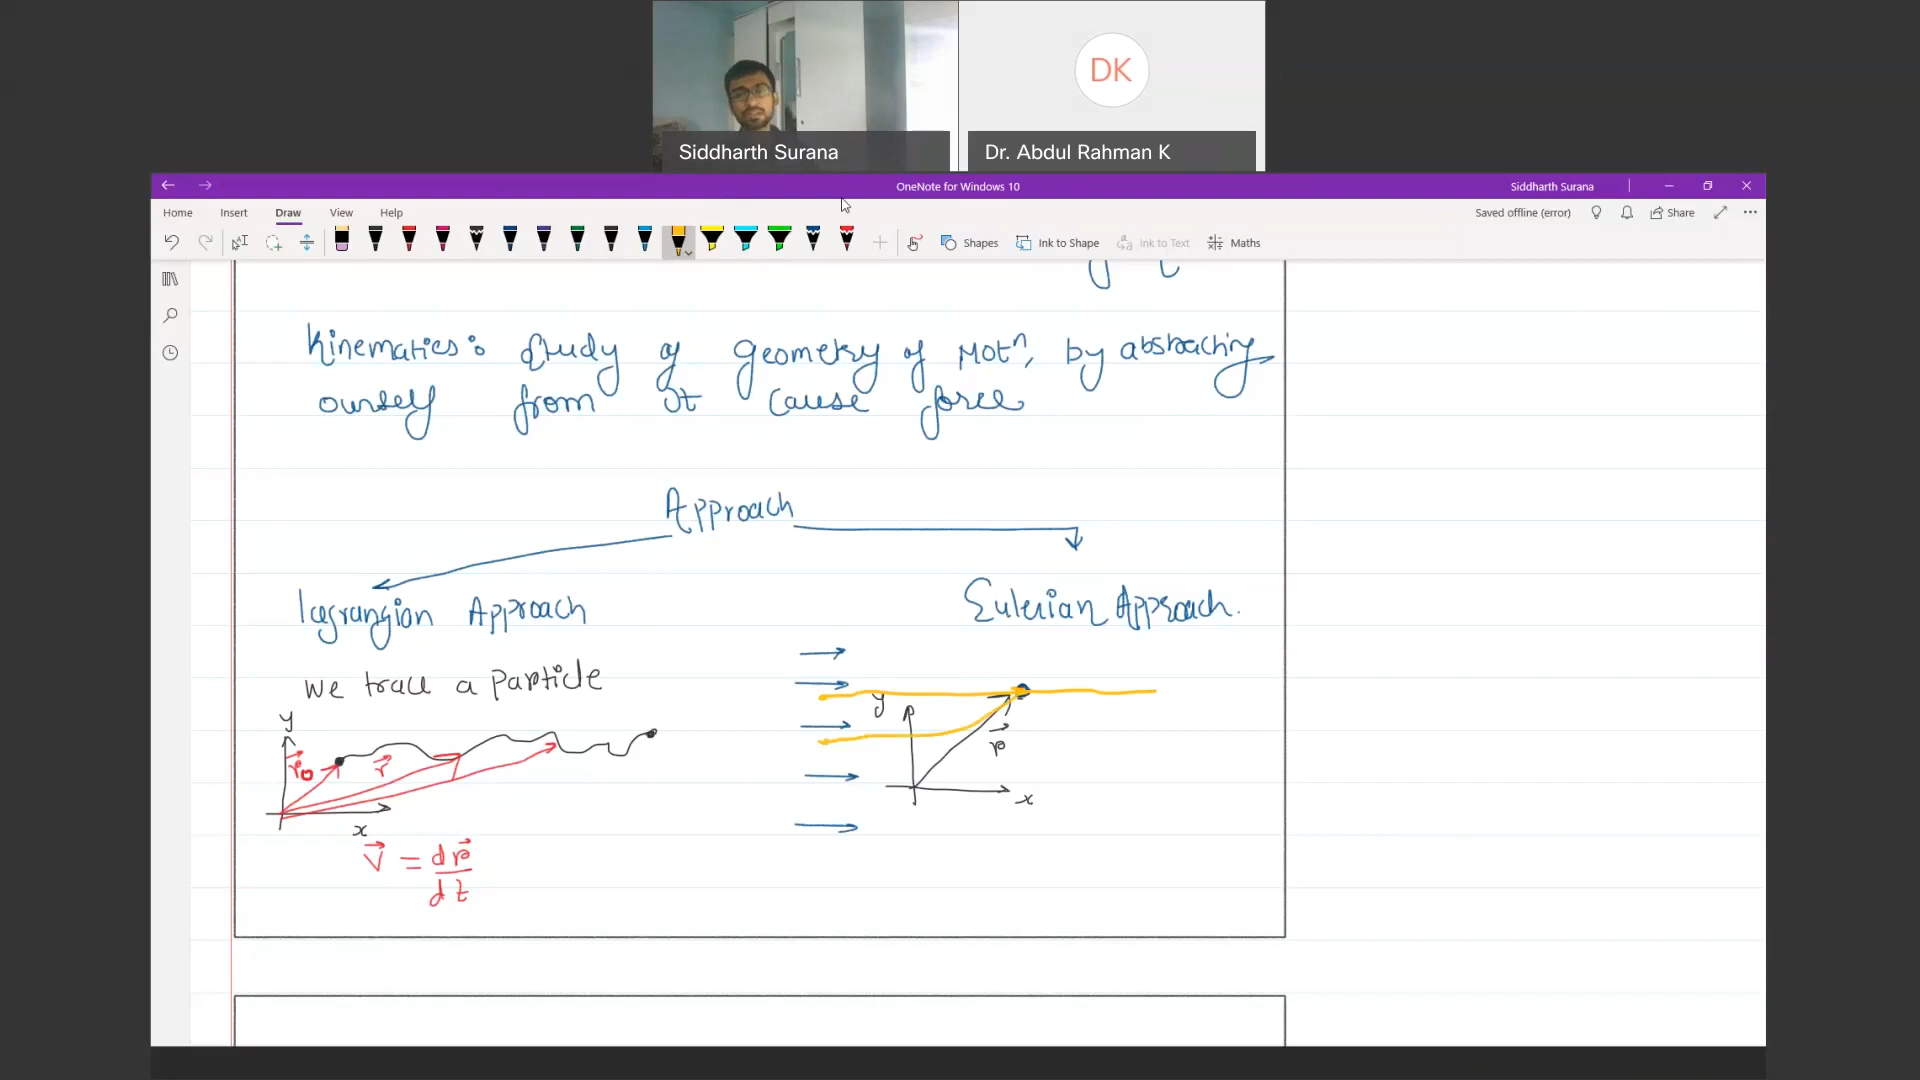 DK
Siddharth Surana
Dr. Abdul Rahman K
OneNote for Windows 10
Siddharth Surana
Home Insert Draw View Help
Saved offline (error)
Share
Shapes
Ink to Shape
Ink to Text
Maths
Kinematics: Study of geometry of Motⁿ, by abstracting
ourself from it cause force
Approach
lagrangian Approach
Eulerian Approach.
we trace a particle
y
r₀
r
x
y
r
x
V = dr
dt